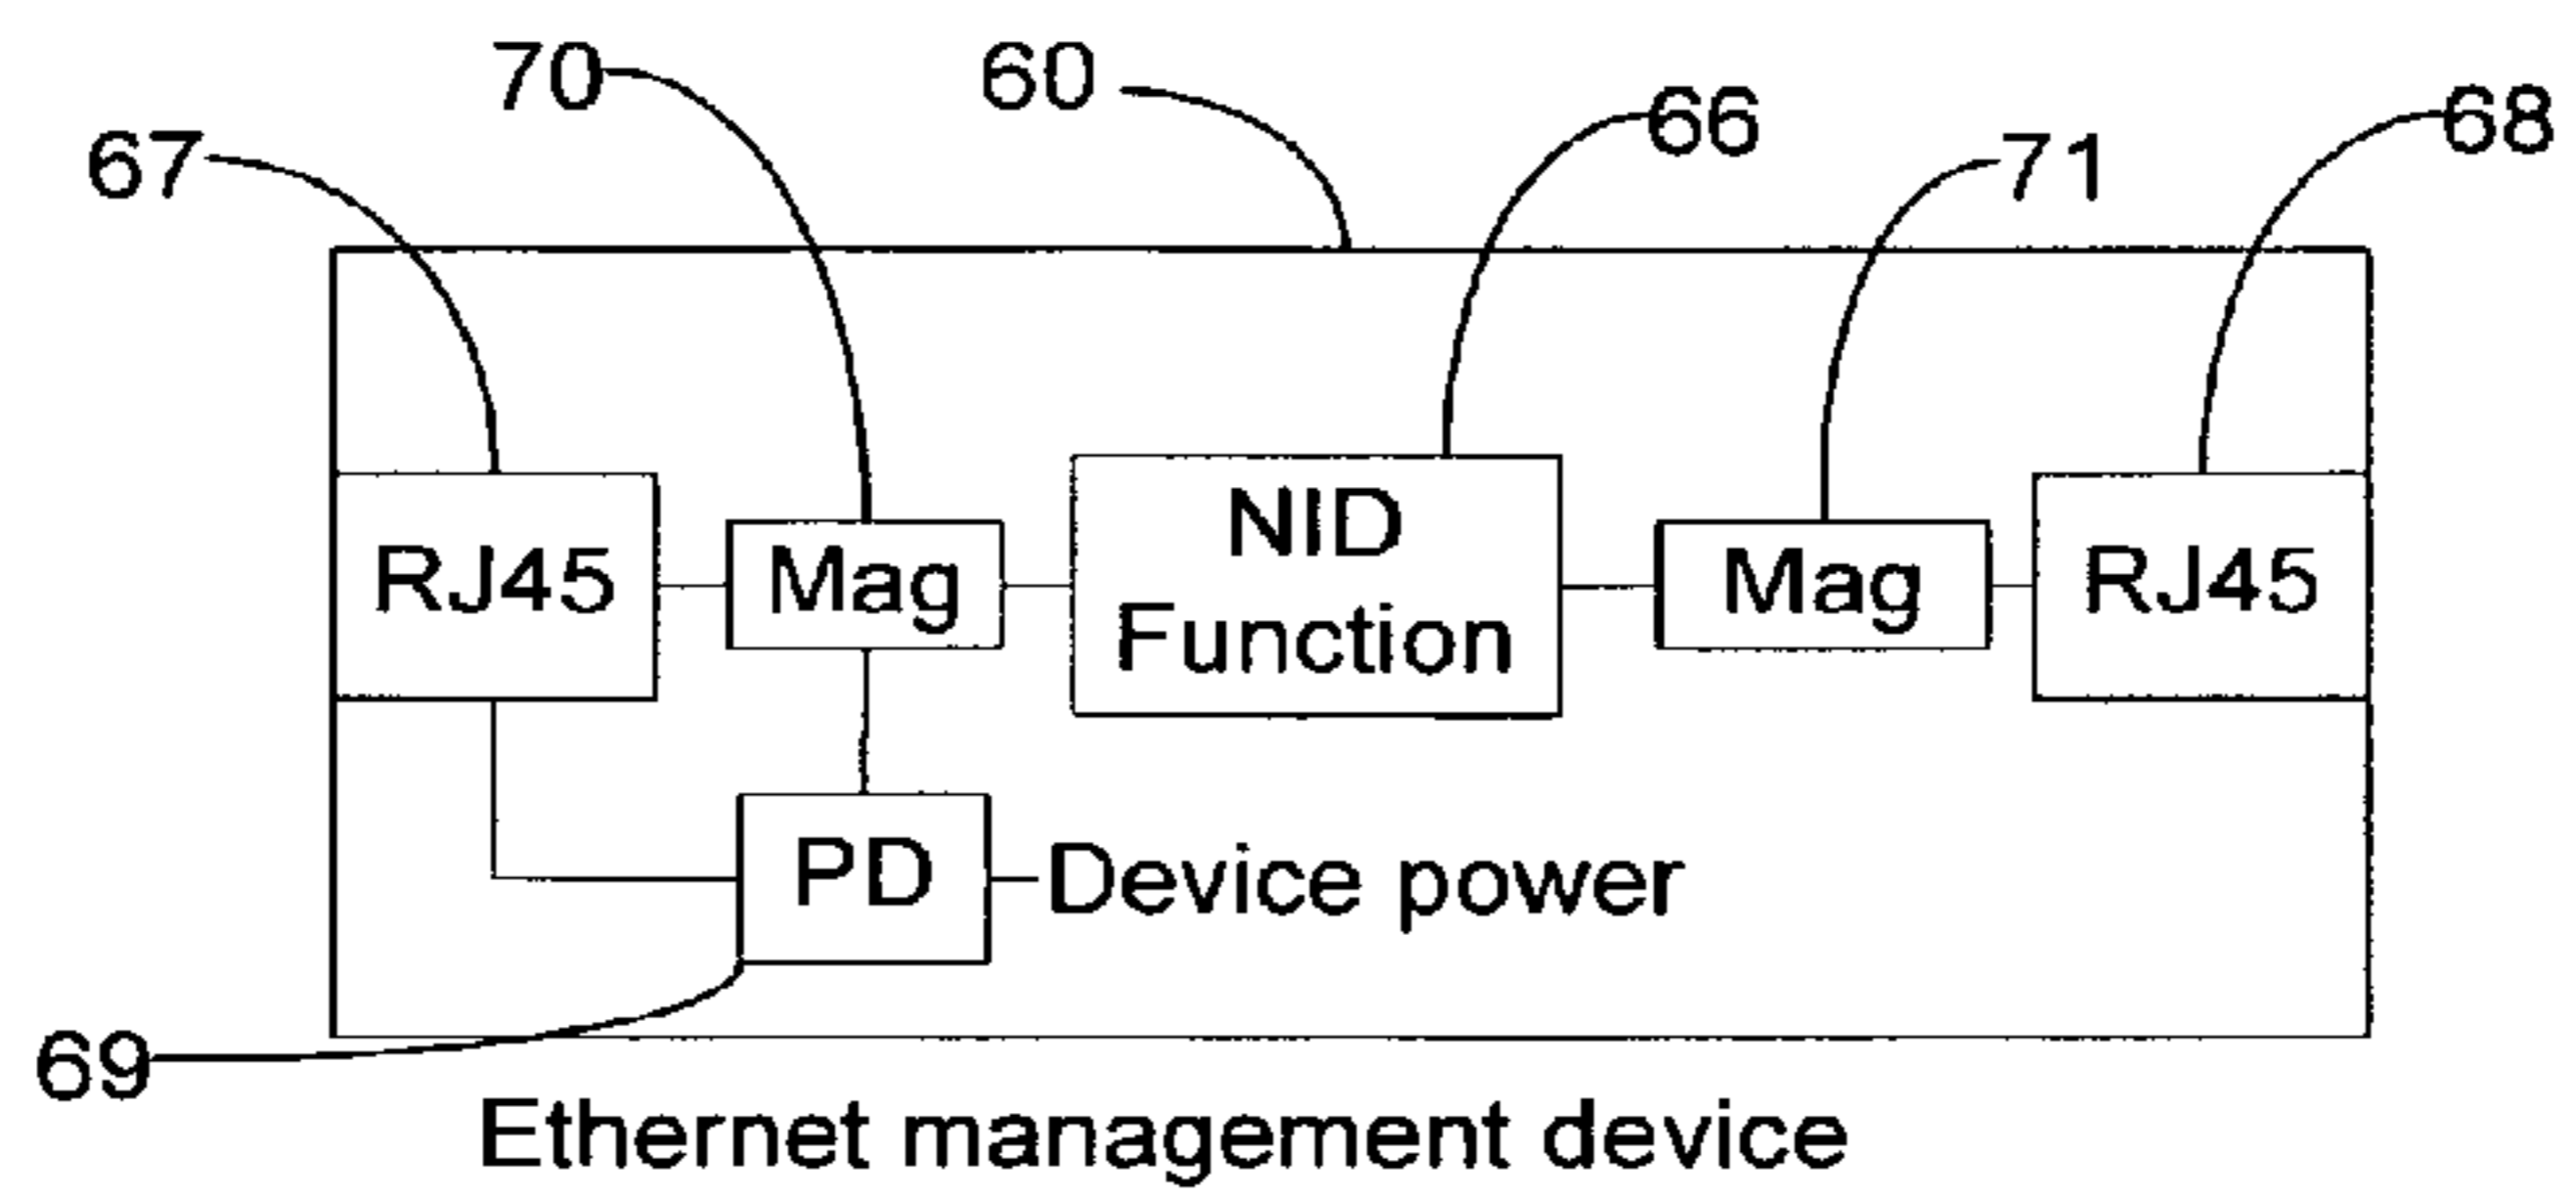 70
60
66
68
67
71
RJ45
Mag
NID
Function
Mag
RJ45
PD
Device power
69
Ethernet management device